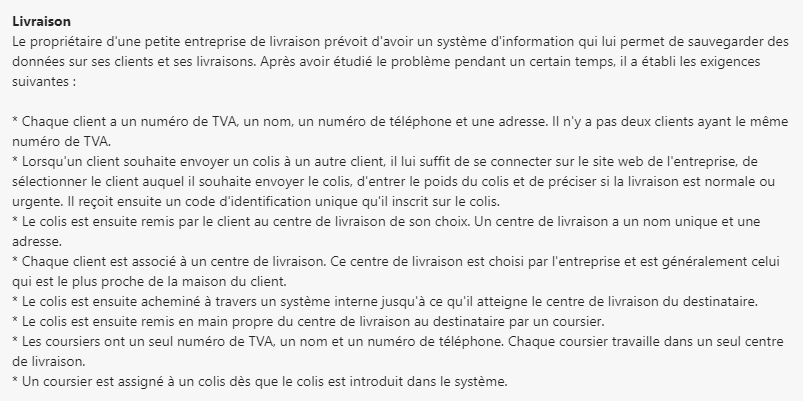 Livraison
Le propriétaire d'une petite entreprise de livraison prévoit d'avoir un système d'information qui lui permet de sauvegarder des
données sur ses clients et ses livraisons. Après avoir étudié le problème pendant un certain temps, il a établi les exigences
suivantes :
* Chaque client a un numéro de TVA, un nom, un numéro de téléphone et une adresse. Il n'y a pas deux clients ayant le même
numéro de TVA.
* Lorsqu'un client souhaite envoyer un colis à un autre client, il lui suffit de se connecter sur le site web de l'entreprise, de
sélectionner le client auquel il souhaite envoyer le colis, d'entrer le poids du colis et de préciser si la livraison est normale ou
urgente. Il reçoit ensuite un code d'identification unique qu'il inscrit sur le colis.
* Le colis est ensuite remis par le client au centre de livraison de son choix. Un centre de livraison a un nom unique et une
adresse.
* Chaque client est associé à un centre de livraison. Ce centre de livraison est choisi par l'entreprise et est généralement celui
qui est le plus proche de la maison du client.
* Le colis est ensuite acheminé à travers un système interne jusqu'à ce qu'il atteigne le centre de livraison du destinataire.
* Le colis est ensuite remis en main propre du centre de livraison au destinataire par un coursier.
* Les coursiers ont un seul numéro de TVA, un nom et un numéro de téléphone. Chaque coursier travaille dans un seul centre
de livraison.
* Un coursier est assigné à un colis dès que le colis est introduit dans le système.